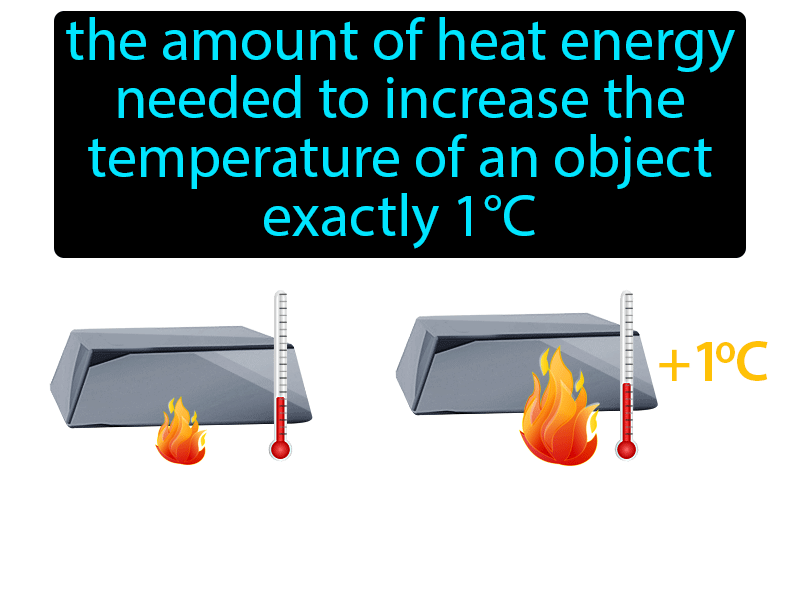 the amount of heat energy
needed to increase the
temperature of an object
exactly 1°C
+1ºC